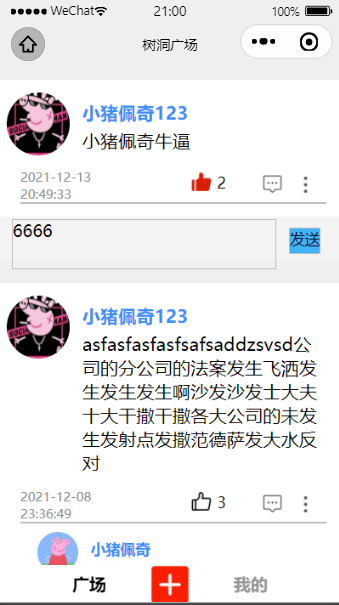 WeChat 21:00 100%
树洞广场
小猪佩奇123
小猪佩奇牛逼
2021-12-13
20:49:33
2
6666
发送
小猪佩奇123
asfasfasfasfsafsaddzsvsd公
司的分公司的法案发生飞洒发
生发生发生啊沙发沙发士大夫
十大干撒干撒各大公司的未发
生发射点发撒范德萨发大水反
对
2021-12-08
23:36:49
3
小猪佩奇
广场 我的